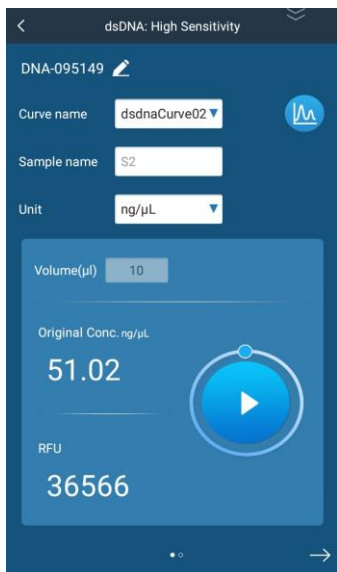 dsDNA: High Sensitivity
DNA-095149
Curve name dsdnaCurve02
Sample name S2
Unit ng/µL
Volume(µl) 10
Original Conc. ng/µL
51.02
RFU
36566